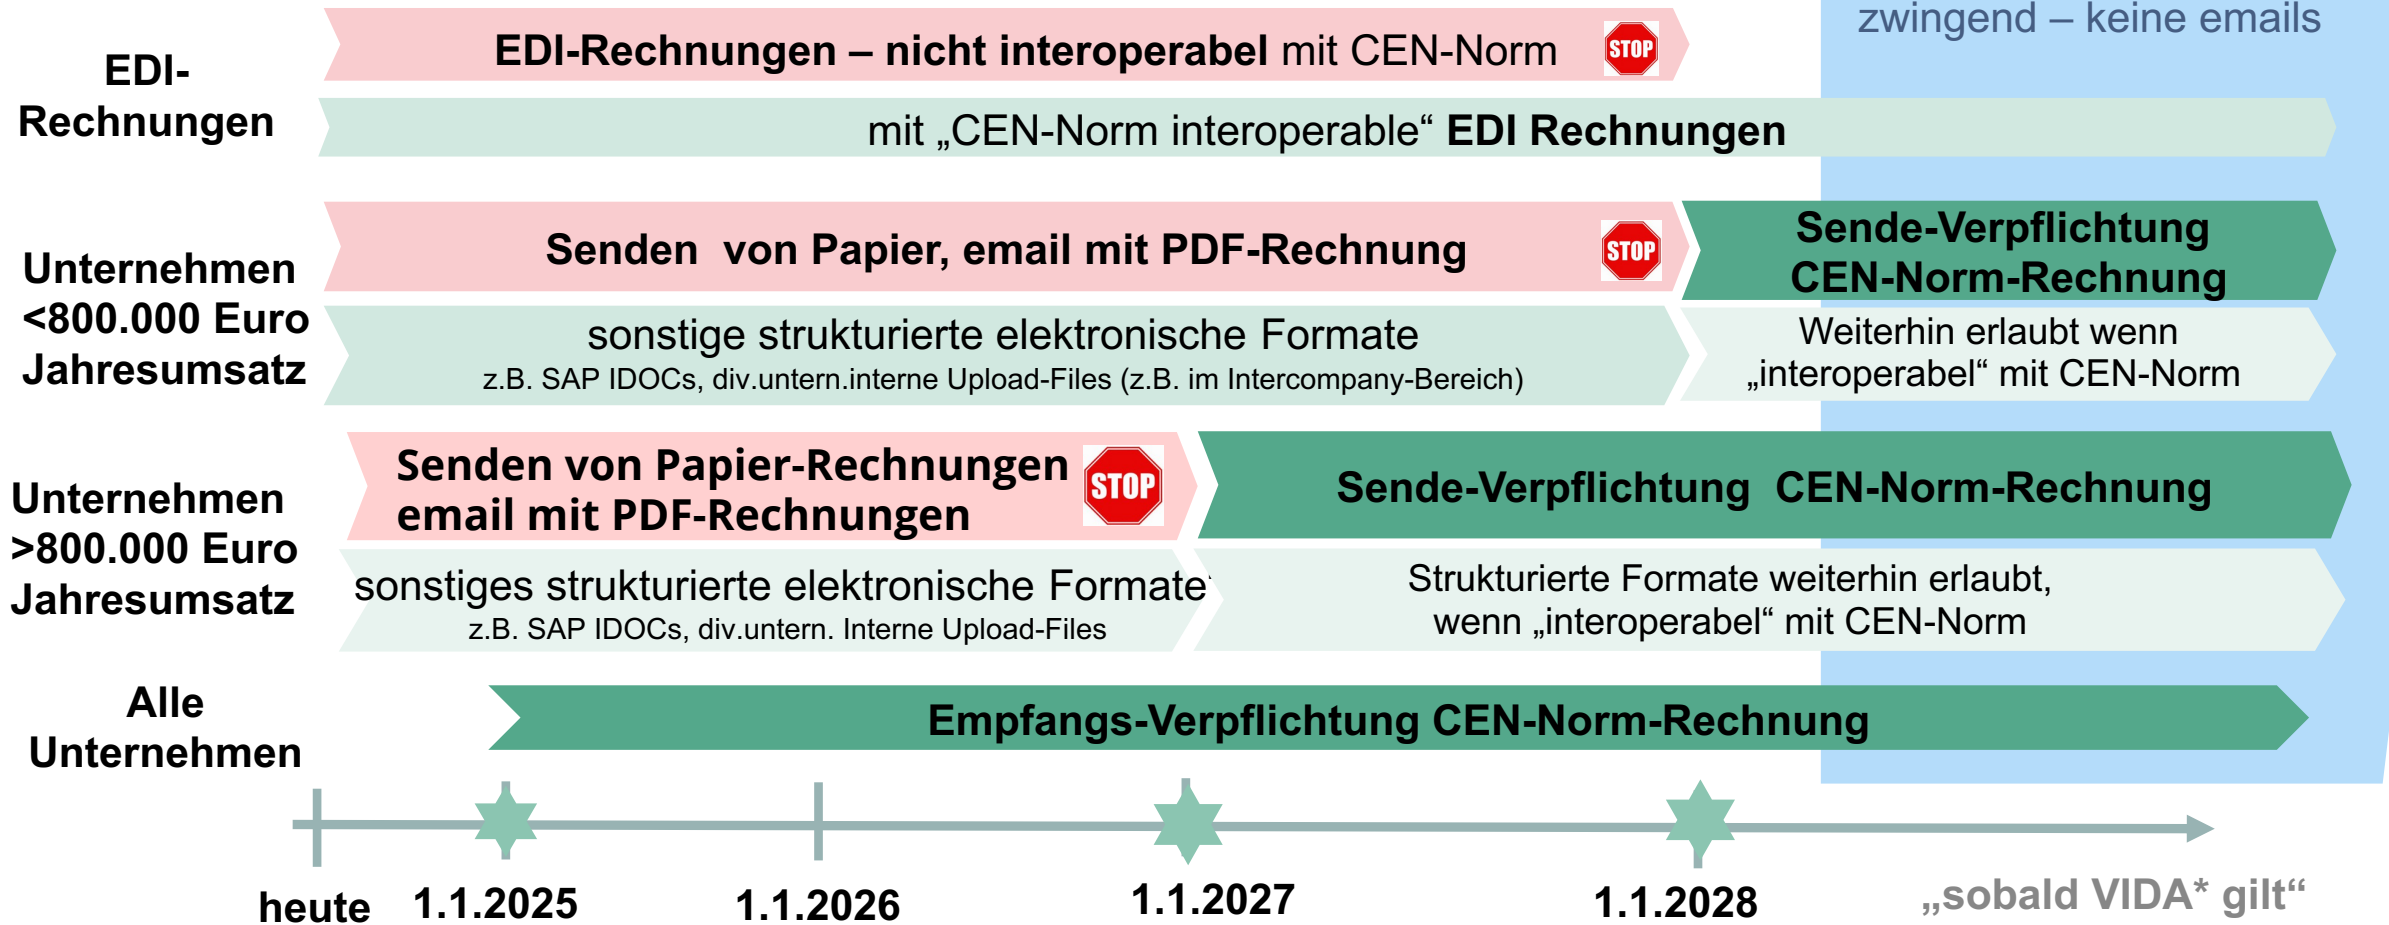 zwingend – keine emails
EDI-
Rechnungen
EDI-Rechnungen – nicht interoperabel mit CEN-Norm
STOP
mit „CEN-Norm interoperable“ EDI Rechnungen
Unternehmen
<800.000 Euro
Jahresumsatz
Senden von Papier, email mit PDF-Rechnung
STOP
Sende-Verpflichtung
CEN-Norm-Rechnung
sonstige strukturierte elektronische Formate
z.B. SAP IDOCs, div.untern.interne Upload-Files (z.B. im Intercompany-Bereich)
Weiterhin erlaubt wenn
„interoperabel“ mit CEN-Norm
Unternehmen
>800.000 Euro
Jahresumsatz
Senden von Papier-Rechnungen
email mit PDF-Rechnungen
STOP
Sende-Verpflichtung CEN-Norm-Rechnung
sonstiges strukturierte elektronische Formate
z.B. SAP IDOCs, div.untern. Interne Upload-Files
Strukturierte Formate weiterhin erlaubt,
wenn „interoperabel“ mit CEN-Norm
Alle
Unternehmen
Empfangs-Verpflichtung CEN-Norm-Rechnung
heute
1.1.2025
1.1.2026
1.1.2027
1.1.2028
„sobald VIDA* gilt“